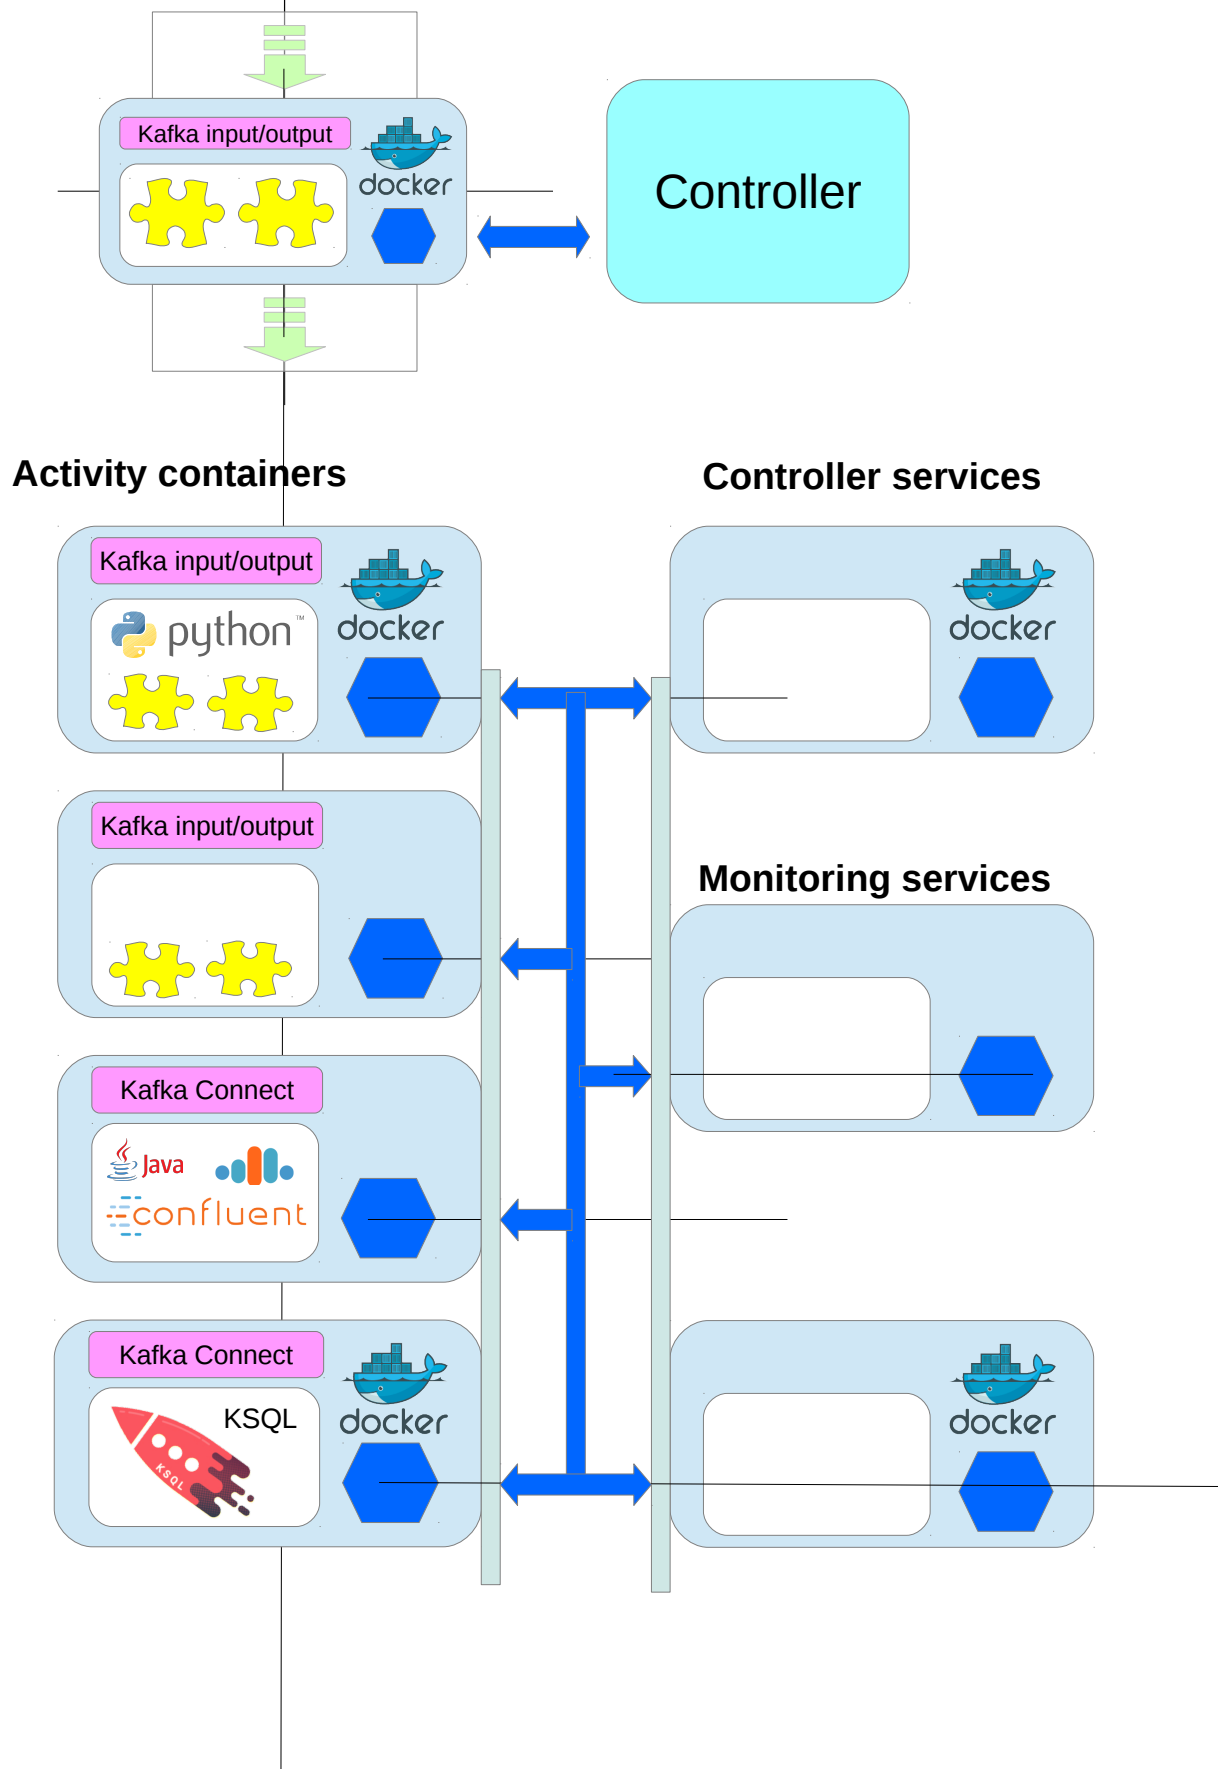 Kafka input/output
docker
Controller
Activity containers
Controller services
Kafka input/output
python™
docker
docker
Kafka input/output
Monitoring services
Kafka Connect
Java
confluent
Kafka Connect
KSQL
KSQL
docker
docker